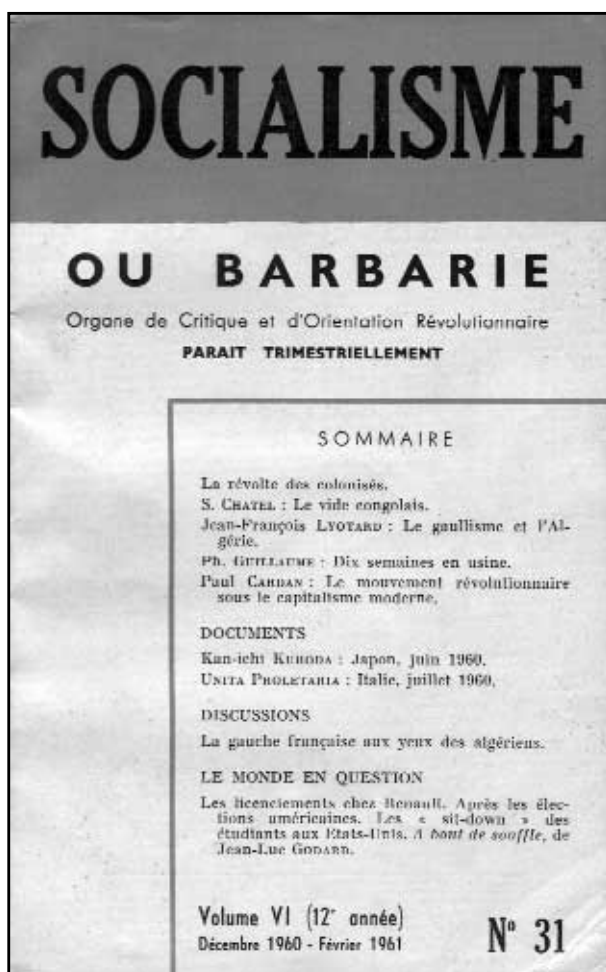 SOCIALISME
OU BARBARIE
Organe de Critique et d'Orientation Révolutionnaire
PARAIT TRIMESTRIELLEMENT
SOMMAIRE
La révolte des colonisés.
S. CHATEL : Le vide congolais.
Jean-François LYOTARD : Le gaullisme et l'Al-
gérie.
Ph. GUILLAUME : Dix semaines en usine.
Paul CARDAN : Le mouvement révolutionnaire
sous le capitalisme moderne.
DOCUMENTS
Kan-ichi KURODA : Japon, juin 1960.
UNITA PROLETARIA : Italie, juillet 1960.
DISCUSSIONS
La gauche française aux yeux des algériens.
LE MONDE EN QUESTION
Les licenciements chez Renault. Après les élec-
tions américaines. Les « sit-down » des
étudiants aux Etats-Unis. A bout de souffle, de
Jean-Luc GODARD.
Volume VI (12e année)
Décembre 1960 - Février 1961
N° 31